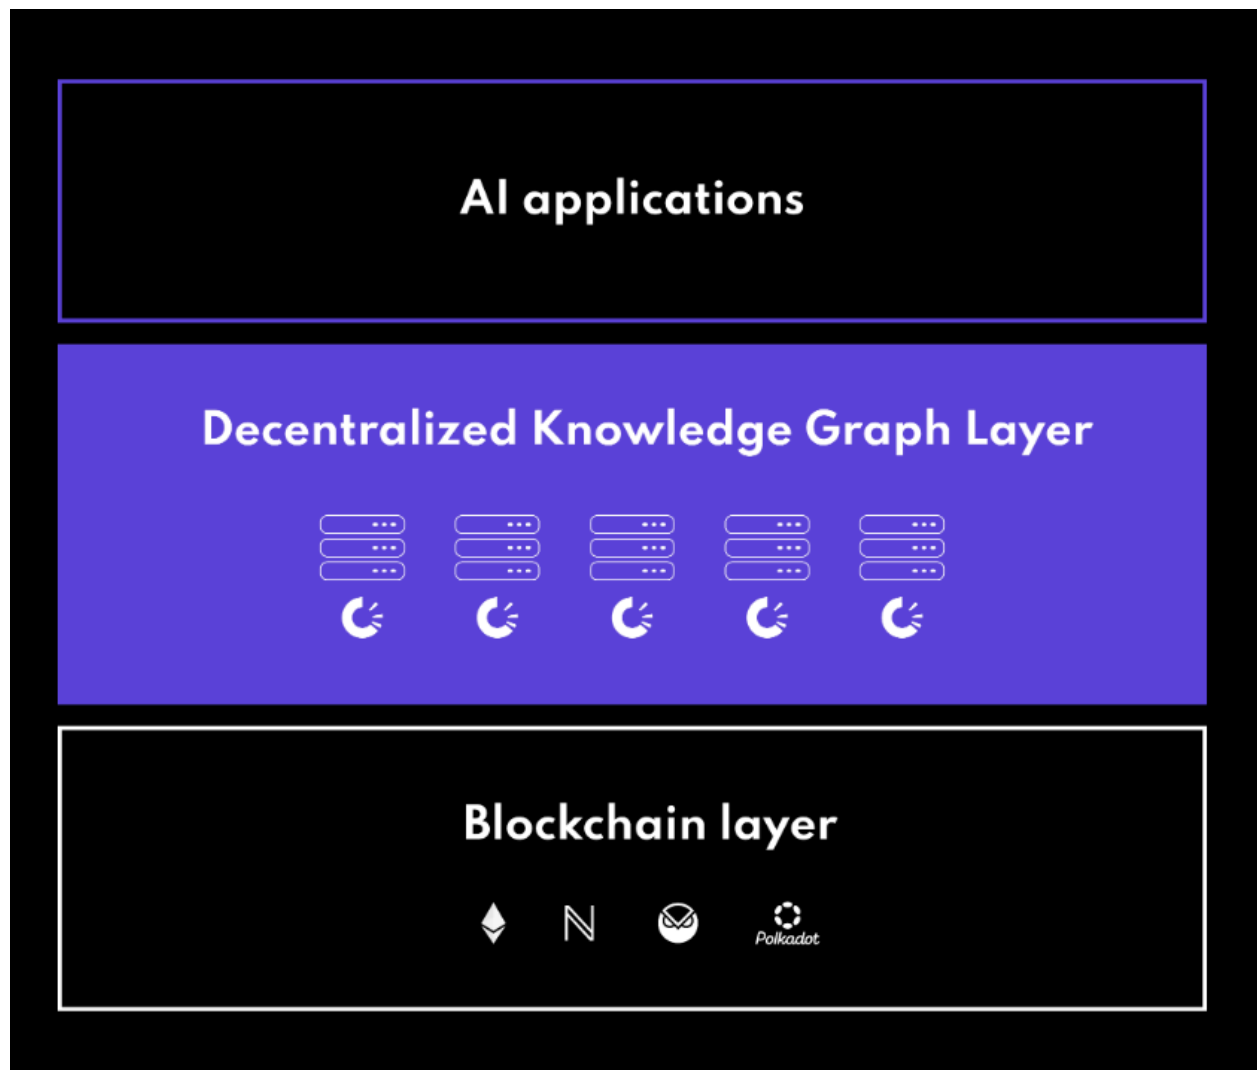 AI applications
Decentralized Knowledge Graph Layer
Blockchain layer
Polkadot